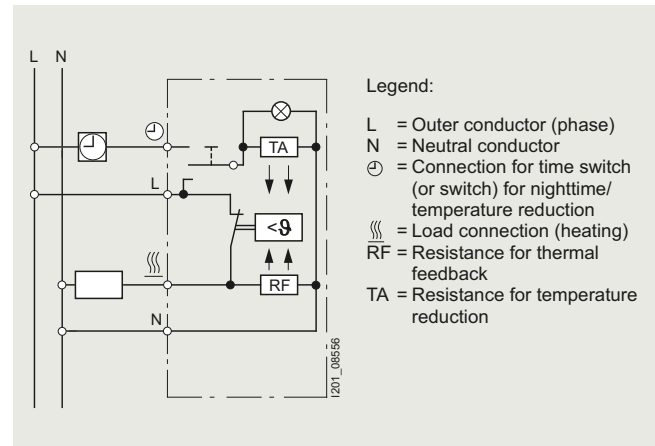 L N
TA
L
<ϑ
RF
N
I201_08556
Legend:
L = Outer conductor (phase)
N = Neutral conductor
= Connection for time switch
(or switch) for nighttime/
temperature reduction
= Load connection (heating)
RF = Resistance for thermal
feedback
TA = Resistance for temperature
reduction